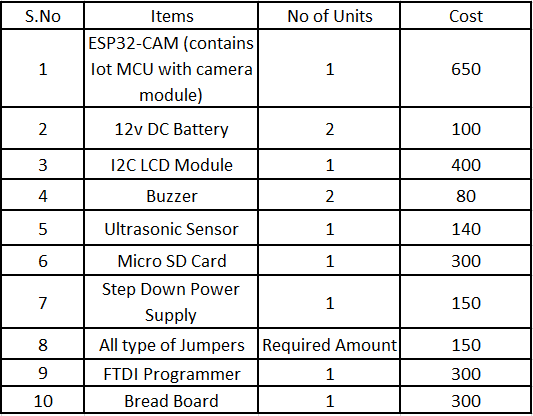 S.No Items No of Units Cost
1 ESP32-CAM (contains
Iot MCU with camera
module) 1 650
2 12v DC Battery 2 100
3 I2C LCD Module 1 400
4 Buzzer 2 80
5 Ultrasonic Sensor 1 140
6 Micro SD Card 1 300
7 Step Down Power
Supply 1 150
8 All type of Jumpers Required Amount 150
9 FTDI Programmer 1 300
10 Bread Board 1 300